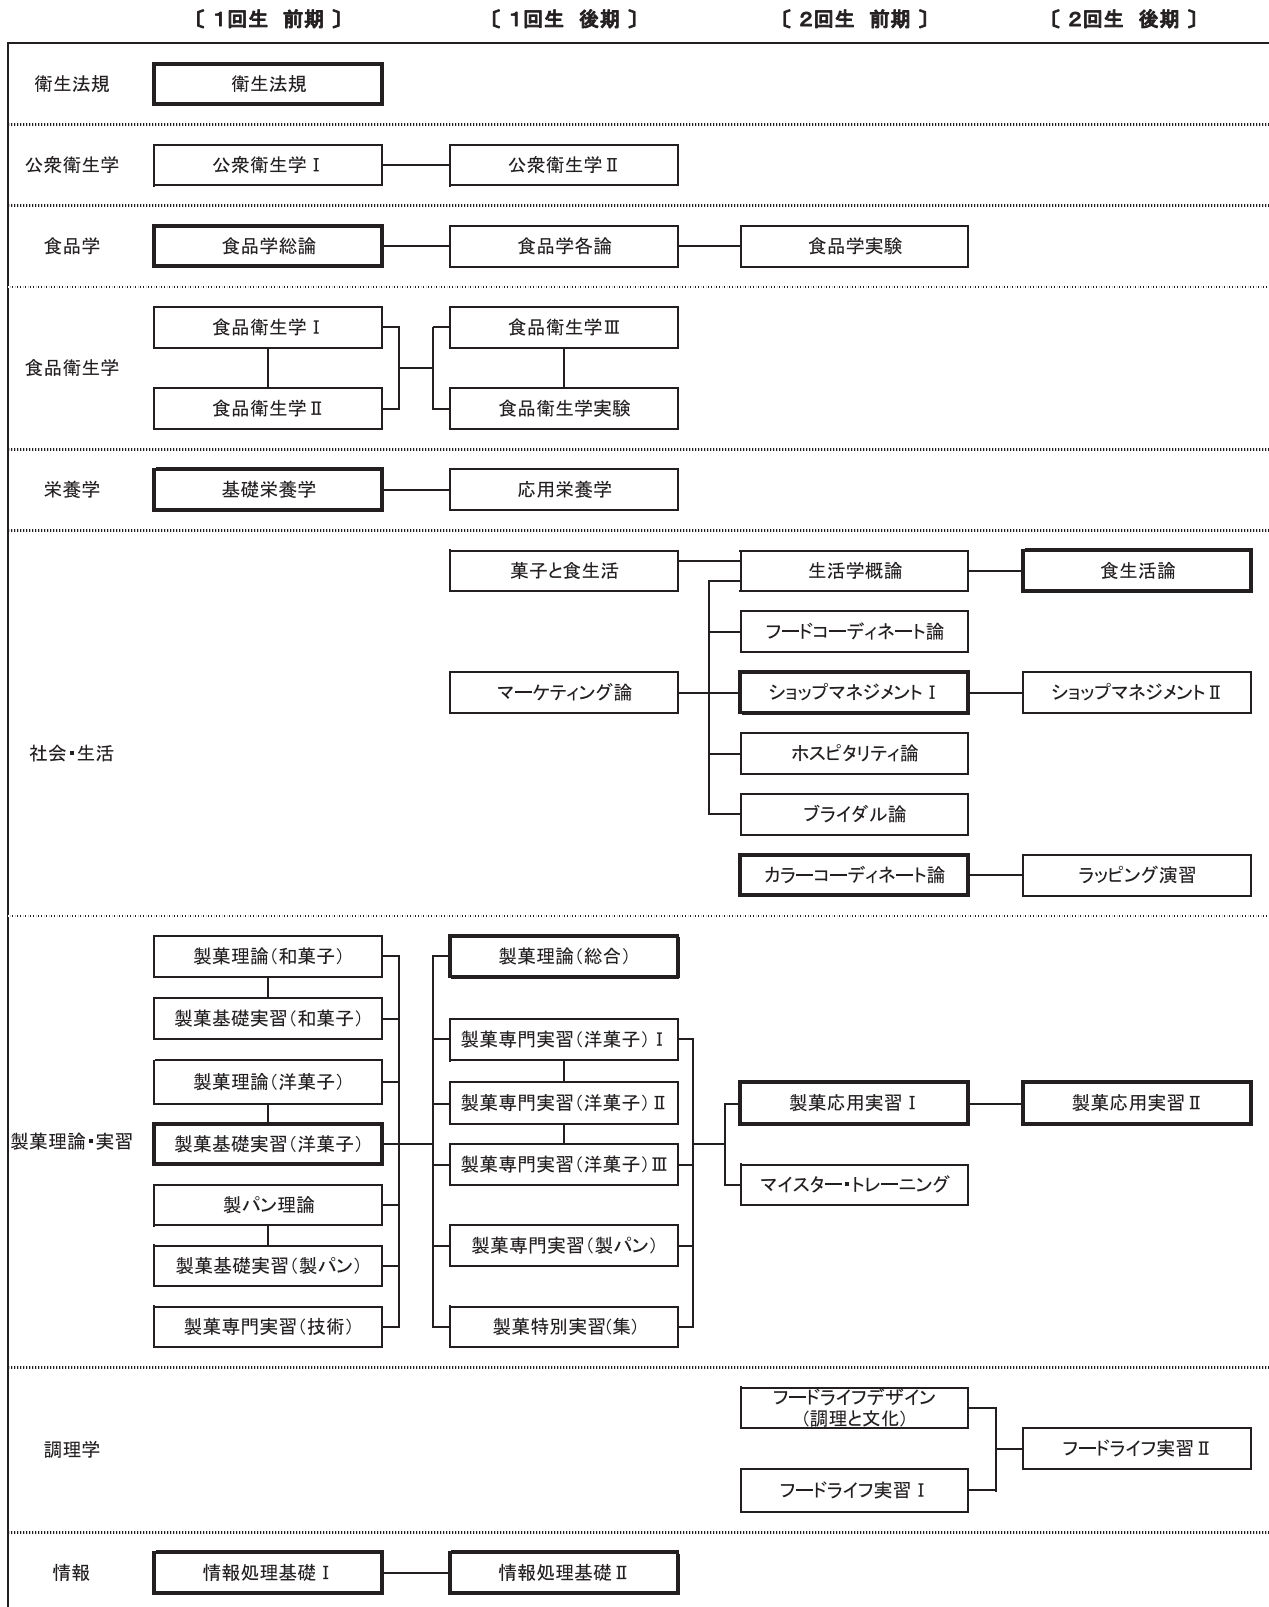 〔 1回生 前期 〕 〔 1回生 後期 〕 〔 2回生 前期 〕 〔 2回生 後期 〕
衛生法規 衛生法規
公衆衛生学 公衆衛生学Ⅰ 公衆衛生学Ⅱ
食品学 食品学総論 食品学各論 食品学実験
食品衛生学Ⅰ 食品衛生学Ⅲ
食品衛生学
食品衛生学Ⅱ 食品衛生学実験
栄養学 基礎栄養学 応用栄養学
菓子と食生活 生活学概論 食生活論
フードコーディネート論
マーケティング論 ショップマネジメントⅠ ショップマネジメントⅡ
社会・生活 ホスピタリティ論
ブライダル論
カラーコーディネート論 ラッピング演習
製菓理論(和菓子) 製菓理論(総合)
製菓基礎実習(和菓子)
製菓専門実習(洋菓子)Ⅰ
製菓理論(洋菓子)
製菓専門実習(洋菓子)Ⅱ 製菓応用実習Ⅰ 製菓応用実習Ⅱ
製菓理論・実習 製菓基礎実習(洋菓子)
製菓専門実習(洋菓子)Ⅲ
マイスター・トレーニング
製パン理論
製菓専門実習(製パン)
製菓基礎実習(製パン)
製菓専門実習(技術) 製菓特別実習(集)
フードライフデザイン
(調理と文化)
調理学 フードライフ実習Ⅱ
フードライフ実習Ⅰ
情報 情報処理基礎Ⅰ 情報処理基礎Ⅱ